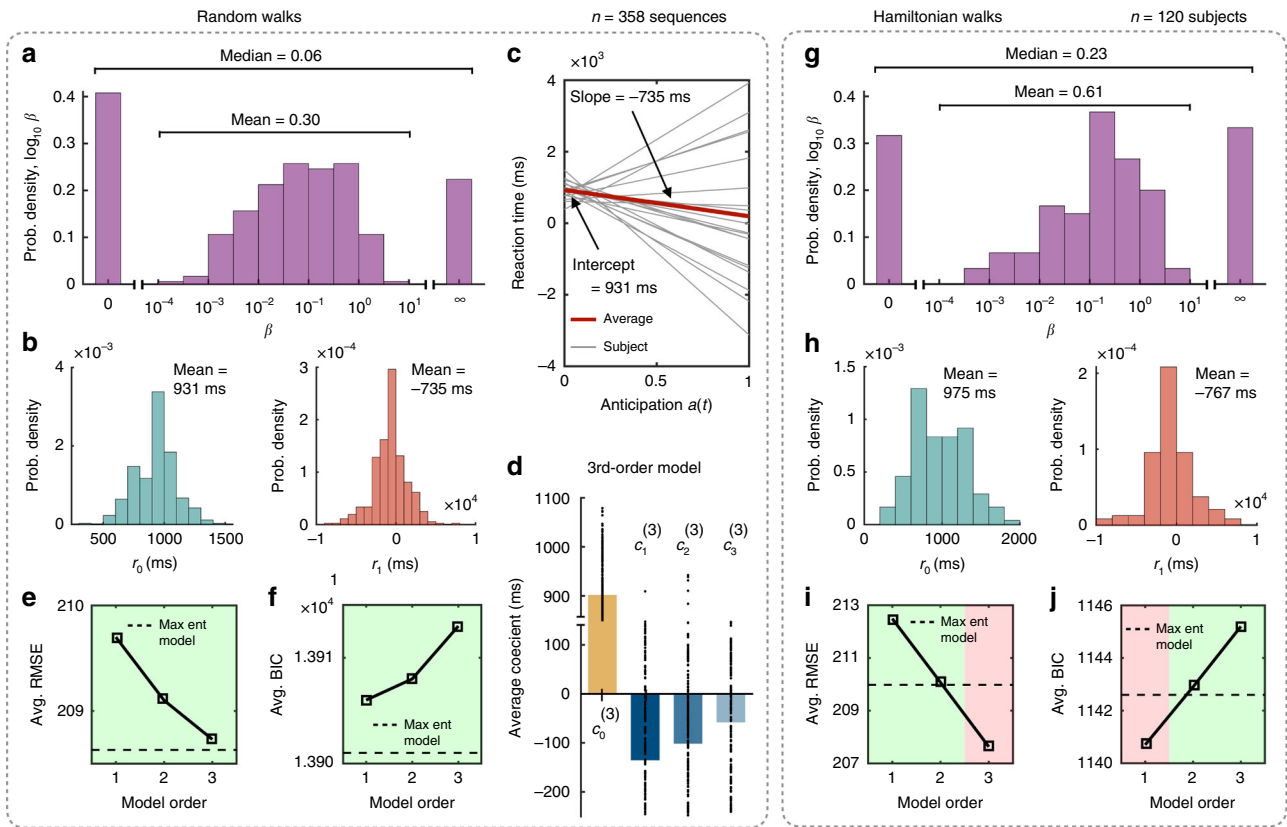 Random walks
n = 358 sequences
Hamiltonian walks
n = 120 subjects
a
Median = 0.06
Mean = 0.30
Prob. density, log10 β
0.4
0.3
0.2
0.1
0
0
10−4
10−3
10−2
10−1
100
101
∞
β
b
×10−3
Mean =
931 ms
Prob. density
4
2
0
500
1000
1500
r0 (ms)
×10−4
Mean =
−735 ms
Prob. density
3
2
1
0
×104
−1
0
1
r1 (ms)
c
×103
Slope = −735 ms
Intercept
= 931 ms
Average
Subject
Reaction time (ms)
4
2
0
−2
−4
0
0.5
1
Anticipation a(t)
d
3rd-order model
Average coecient (ms)
1100
1000
900
100
0
−100
−200
c0(3)
c1(3)
c2(3)
c3(3)
e
Avg. RMSE
210
209
Max ent
model
1
2
3
Model order
f
1
×104
Avg. BIC
1.391
1.390
Max ent
model
1
2
3
Model order
g
Median = 0.23
Mean = 0.61
Prob. density, log10 β
0.4
0.3
0.2
0.1
0
0
10−4
10−3
10−2
10−1
100
101
∞
β
h
×10−3
Mean =
975 ms
Prob. density
1.5
1
0.5
0
0
1000
2000
r0 (ms)
×10−4
Mean =
−767 ms
Probability density
2
1
0
×104
−1
0
1
r1 (ms)
i
Avg. RMSE
213
211
210
209
207
Max ent
model
1
2
3
Model order
j
Avg. BIC
1146
1144
1142
1140
Max ent
model
1
2
3
Model order